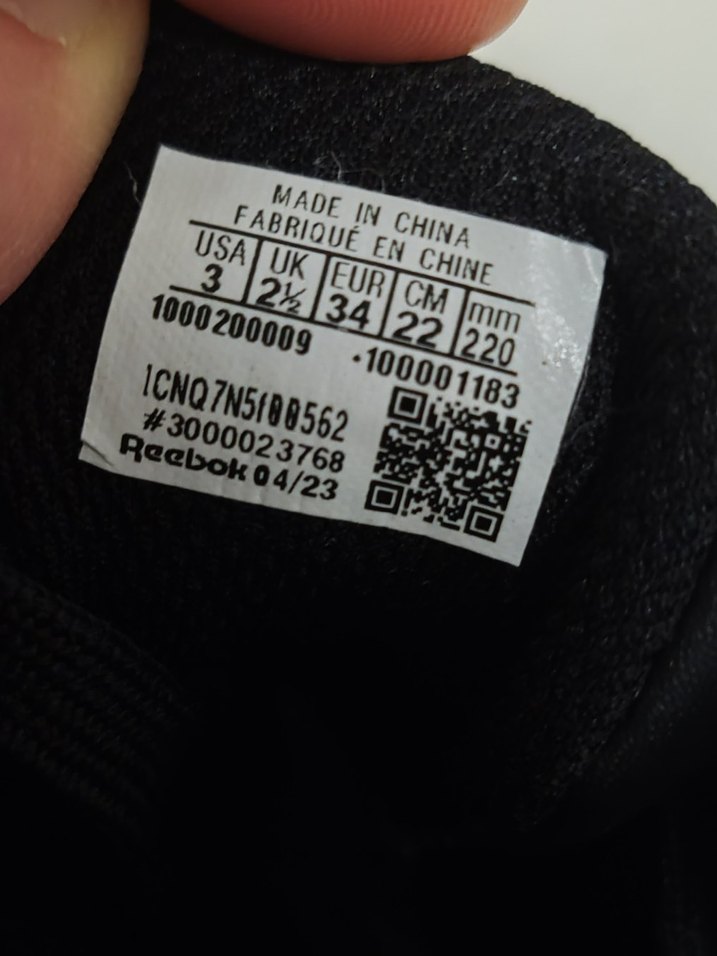 MADE IN CHINA
FABRIQUÉ EN CHINE
USA UK EUR CM mm
3 2½ 34 22 220
1000200009 •100001183
#3000023768
Reebok 04/23